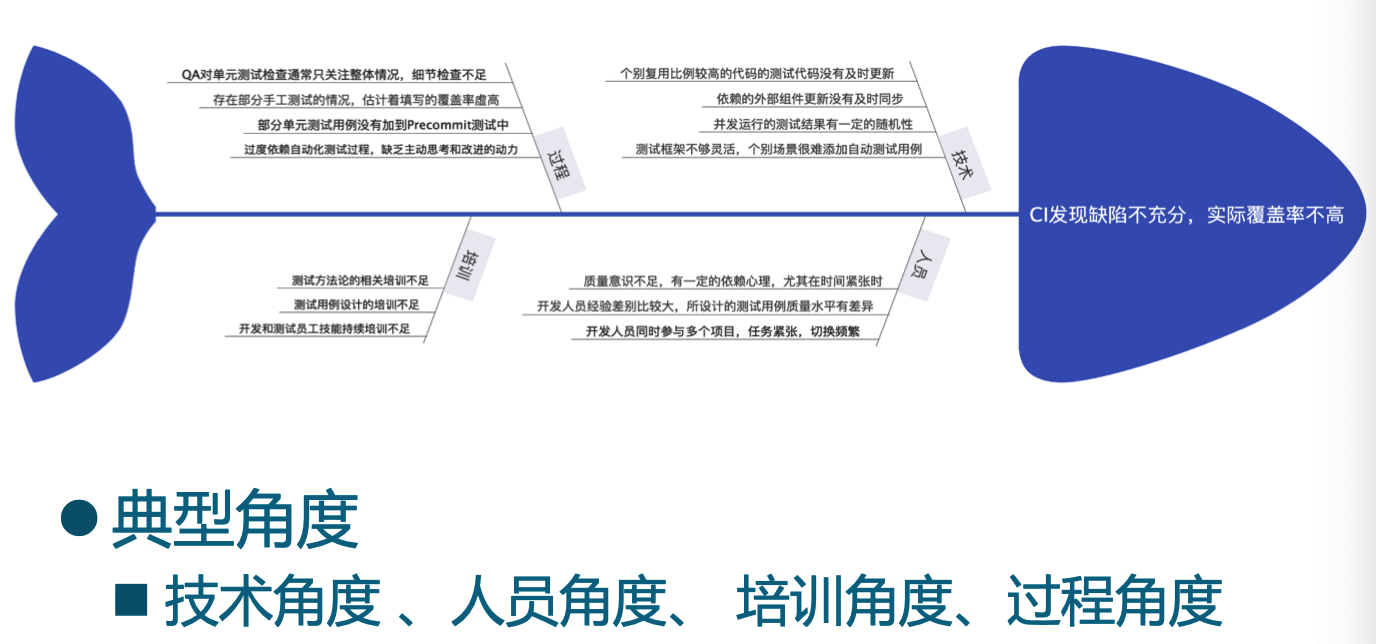 QA对单元测试检查通常只关注整体情况，细节检查不足
存在部分手工测试的情况，估计着填写的覆盖率虚高
部分单元测试用例没有加到Precommit测试中
过度依赖自动化测试过程，缺乏主动思考和改进的动力
过程
个别复用比例较高的代码的测试代码没有及时更新
依赖的外部组件更新没有及时同步
并发运行的测试结果有一定的随机性
测试框架不够灵活，个别场景很难添加自动测试用例
技术
CI发现缺陷不充分，实际覆盖率不高
培训
测试方法论的相关培训不足
测试用例设计的培训不足
开发和测试员工技能持续培训不足
人员
质量意识不足，有一定的依赖心理，尤其在时间紧张时
开发人员经验差别比较大，所设计的测试用例质量水平有差异
开发人员同时参与多个项目，任务紧张，切换频繁
●典型角度
■ 技术角度 、人员角度、 培训角度、过程角度